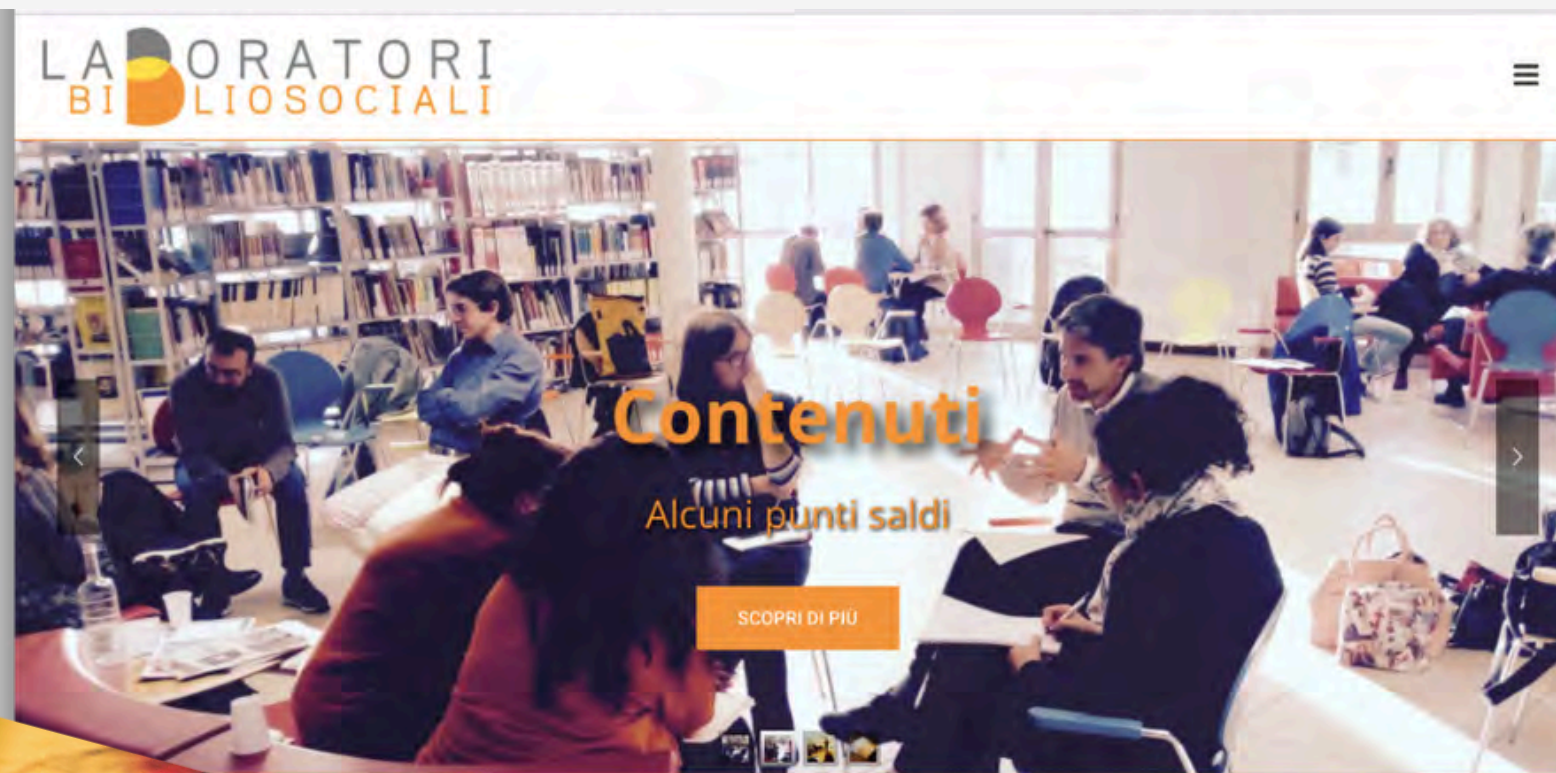 LABORATORI
BIBLIOSOCIALI
Contenuti
Alcuni punti saldi
SCOPRI DI PIÙ